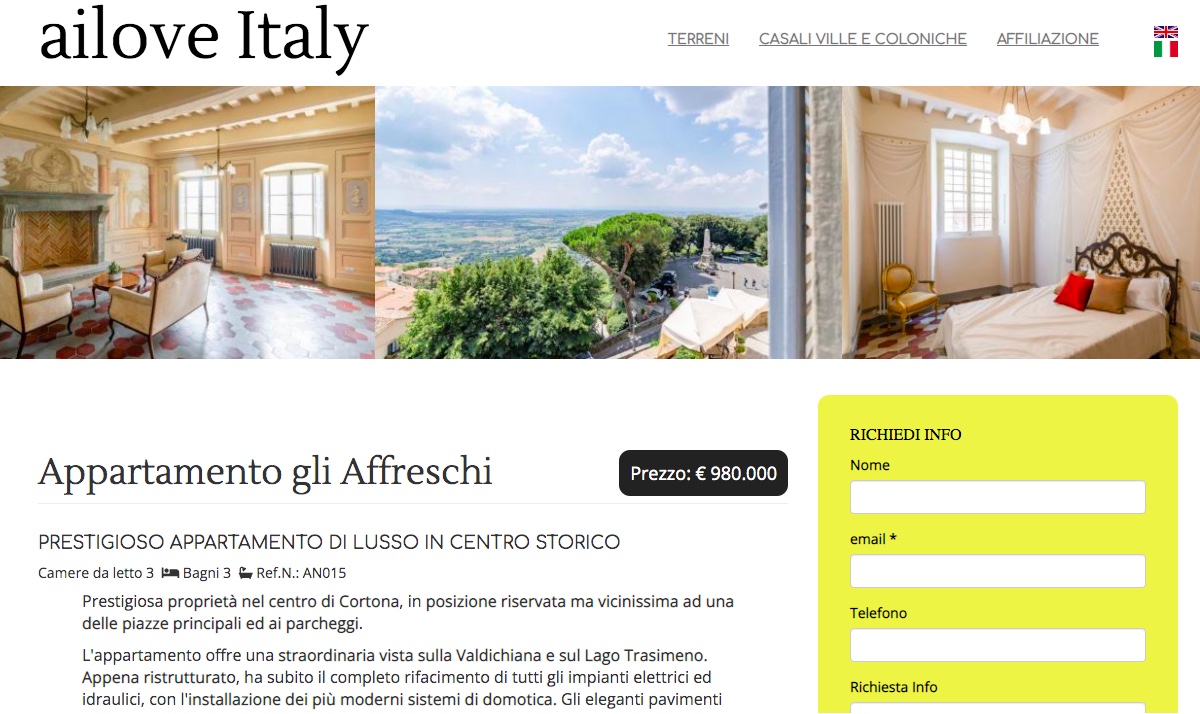 ailove Italy
TERRENI
CASALI VILLE E COLONICHE
AFFILIAZIONE
Appartamento gli Affreschi
Prezzo: € 980.000
PRESTIGIOSO APPARTAMENTO DI LUSSO IN CENTRO STORICO
Camere da letto 3 Bagni 3 Ref.N.: AN015
Prestigiosa proprietà nel centro di Cortona, in posizione riservata ma vicinissima ad una
delle piazze principali ed ai parcheggi.
L'appartamento offre una straordinaria vista sulla Valdichiana e sul Lago Trasimeno.
Appena ristrutturato, ha subito il completo rifacimento di tutti gli impianti elettrici ed
idraulici, con l'installazione dei più moderni sistemi di domotica. Gli eleganti pavimenti
RICHIEDI INFO
Nome
email *
Telefono
Richiesta Info